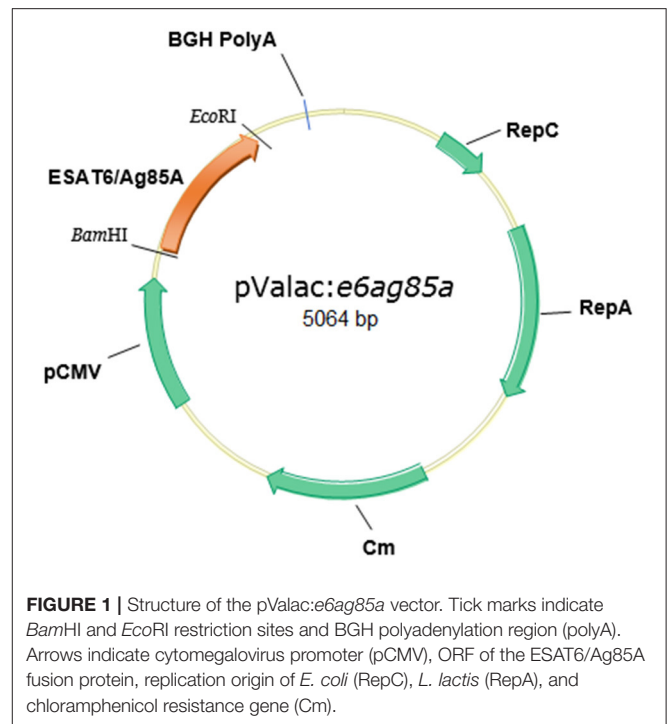 BGH PolyA
EcoRI
RepC
ESAT6/Ag85A
BamHI
pValac:e6ag85a
5064 bp
RepA
pCMV
Cm
FIGURE 1 | Structure of the pValac:e6ag85a vector. Tick marks indicate
BamHI and EcoRI restriction sites and BGH polyadenylation region (polyA).
Arrows indicate cytomegalovirus promoter (pCMV), ORF of the ESAT6/Ag85A
fusion protein, replication origin of E. coli (RepC), L. lactis (RepA), and
chloramphenicol resistance gene (Cm).